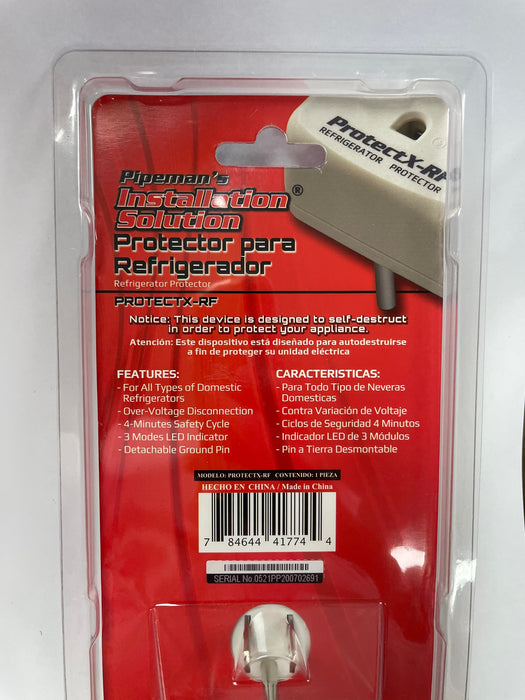 ProtectX-RF
REFRIGERATOR PROTECTOR
Pipeman's
Installation
Solution®
Protector para
Refrigerador
Refrigerator Protector
PROTECTX-RF
Notice: This device is designed to self-destruct
in order to protect your appliance.
Atención: Este dispositivo está diseñado para autodestruirse
a fin de proteger su unidad eléctrica
FEATURES:
- For All Types of Domestic
Refrigerators
- Over-Voltage Disconnection
- 4-Minutes Safety Cycle
- 3 Modes LED Indicator
- Detachable Ground Pin
CARACTERISTICAS:
- Para Todo Tipo de Neveras
Domesticas
- Contra Variación de Voltaje
- Ciclos de Seguridad 4 Minutos
- Indicador LED de 3 Módulos
- Pin a Tierra Desmontable
MODELO: PROTECTX-RF CONTENIDO: 1 PIEZA
HECHO EN CHINA / Made in China
7 84644 41774 4
SERIAL No.0521PP200702691